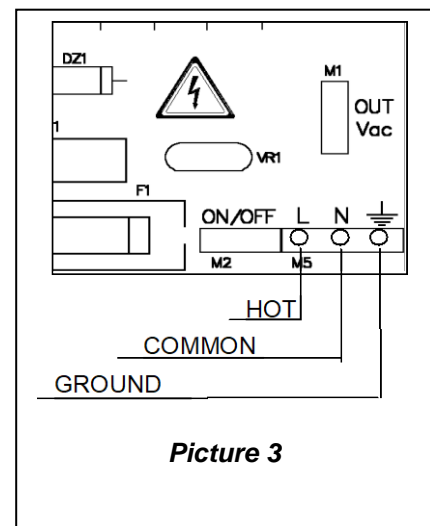 DZ1
M1
OUT
Vac
1
VR1
F1
ON/OFF L N
M2 M5
HOT
COMMON
GROUND
Picture 3